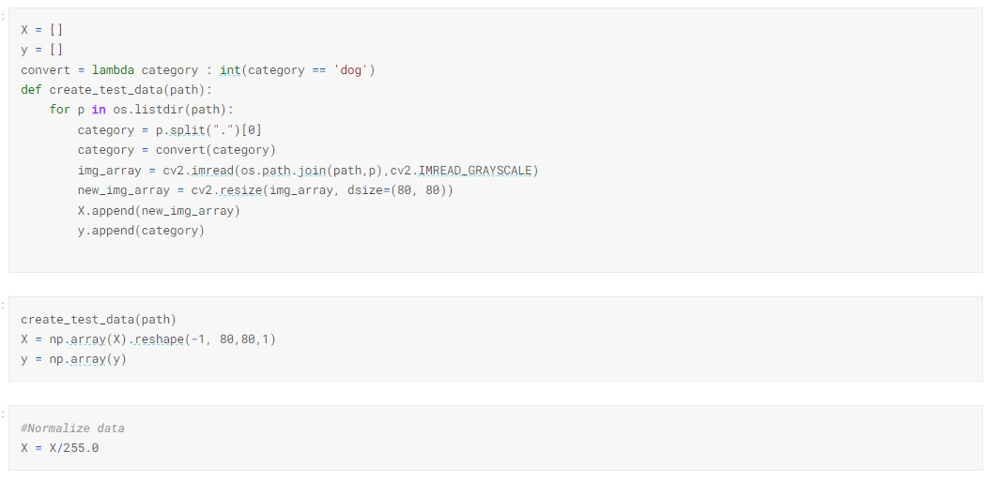 X = []
y = []
convert = lambda category : int(category == 'dog')
def create_test_data(path):
    for p in os.listdir(path):
        category = p.split(".")[0]
        category = convert(category)
        img_array = cv2.imread(os.path.join(path,p),cv2.IMREAD_GRAYSCALE)
        new_img_array = cv2.resize(img_array, dsize=(80, 80))
        X.append(new_img_array)
        y.append(category)
create_test_data(path)
X = np.array(X).reshape(-1, 80,80,1)
y = np.array(y)
#Normalize data
X = X/255.0